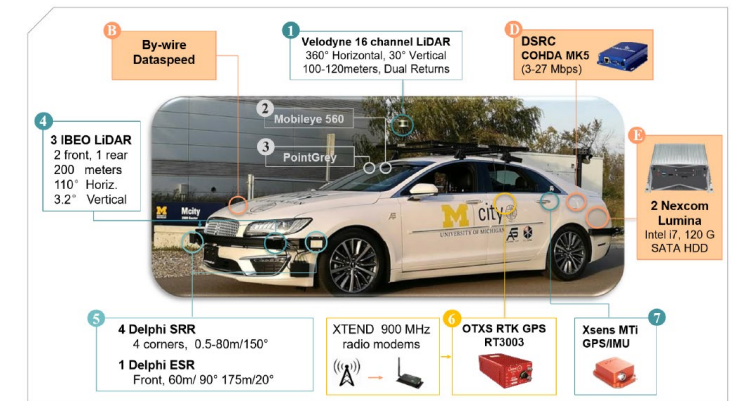 B
By-wire
Dataspeed
1
Velodyne 16 channel LiDAR
360° Horizontal, 30° Vertical
100-120meters, Dual Returns
D
DSRC
COHDA MK5
(3-27 Mbps)
2
Mobileye 560
3
PointGrey
4
3 IBEO LiDAR
2 front, 1 rear
200 meters
110° Horiz.
3.2° Vertical
E
2 Nexcom
Lumina
Intel i7, 120 G
SATA HDD
Mcity
M
city
UNIVERSITY OF MICHIGAN
5
4 Delphi SRR
4 corners, 0.5-80m/150°
1 Delphi ESR
Front, 60m/ 90° 175m/20°
XTEND 900 MHz
radio modems
6
OTXS RTK GPS
RT3003
7
Xsens MTi
GPS/IMU